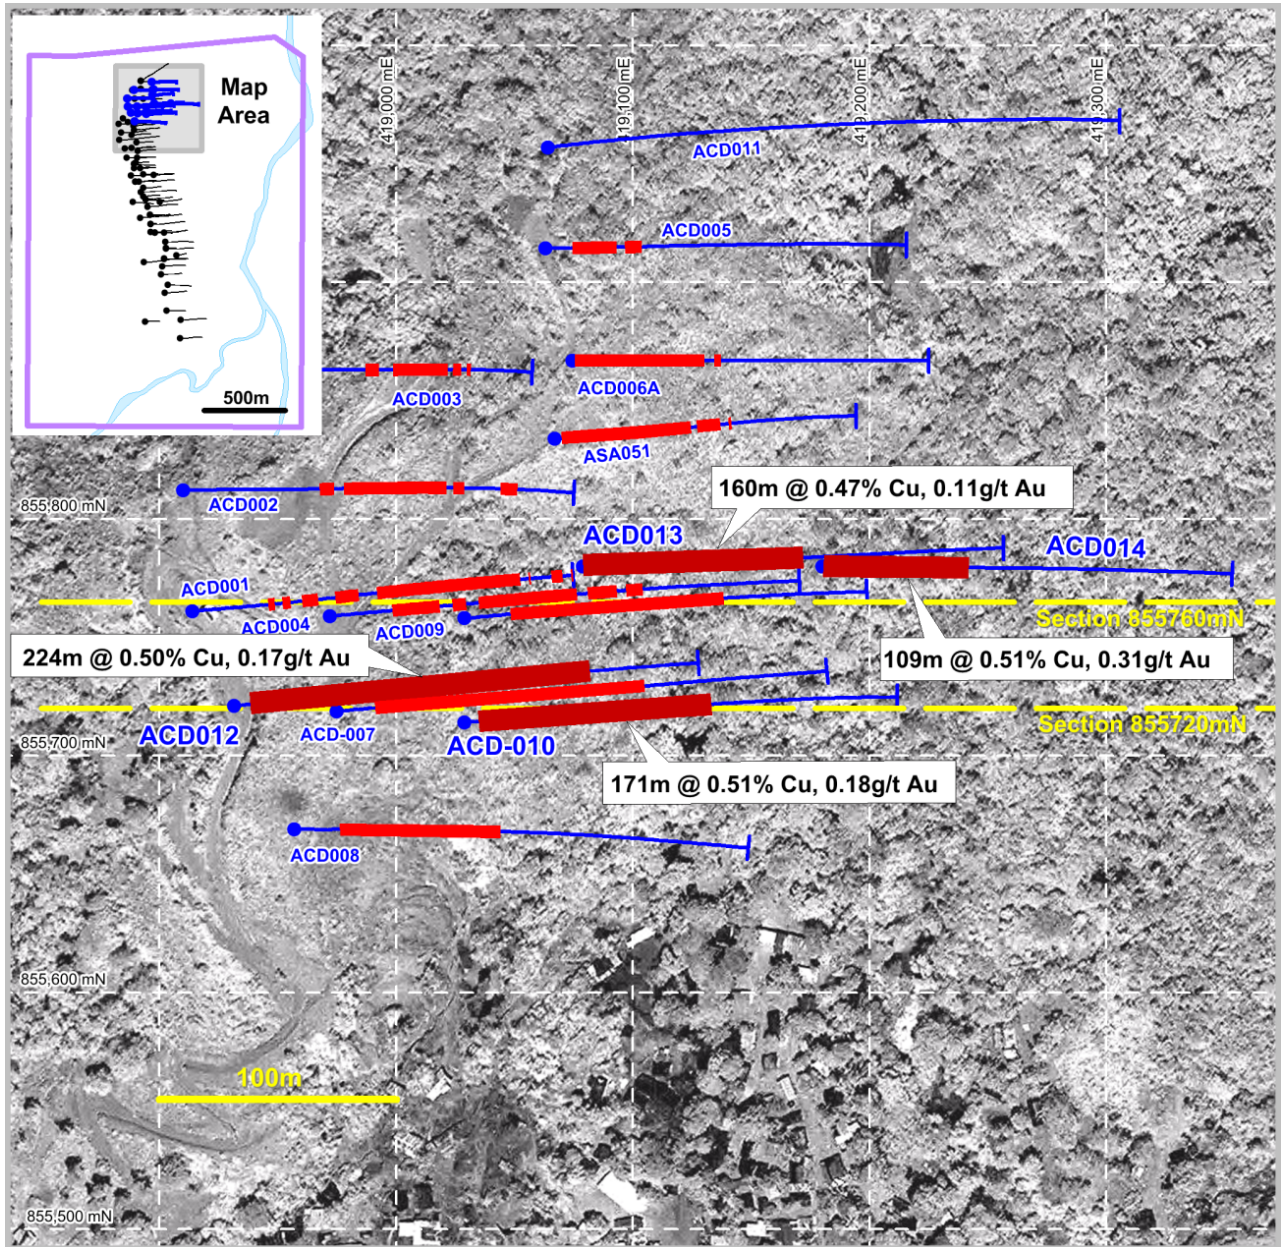 Map
Area
500m
419,000 mE
419,100 mE
419,200 mE
419,300 mE
ACD011
ACD005
ACD006A
ACD003
ASA051
160m @ 0.47% Cu, 0.11g/t Au
ACD002
855,800 mN
ACD013
ACD014
ACD001
ACD004
ACD009
Section 855760mN
224m @ 0.50% Cu, 0.17g/t Au
109m @ 0.51% Cu, 0.31g/t Au
ACD012
ACD-007
ACD-010
Section 855720mN
855,700 mN
171m @ 0.51% Cu, 0.18g/t Au
ACD008
855,600 mN
100m
855,500 mN